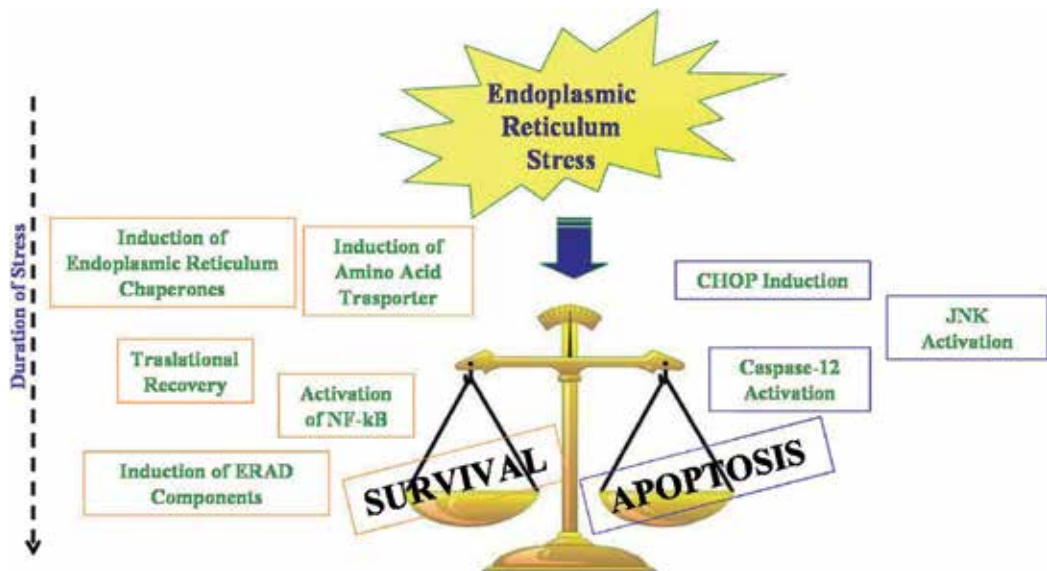 Endoplasmic
Reticulum
Stress
Duration of Stress
Induction of
Endoplasmic Reticulum
Chaperones
Induction of
Amino Acid
Trasporter
Traslational
Recovery
Activation
of NF-kB
Induction of ERAD
Components
SURVIVAL
CHOP Induction
JNK
Activation
Caspase-12
Activation
APOPTOSIS